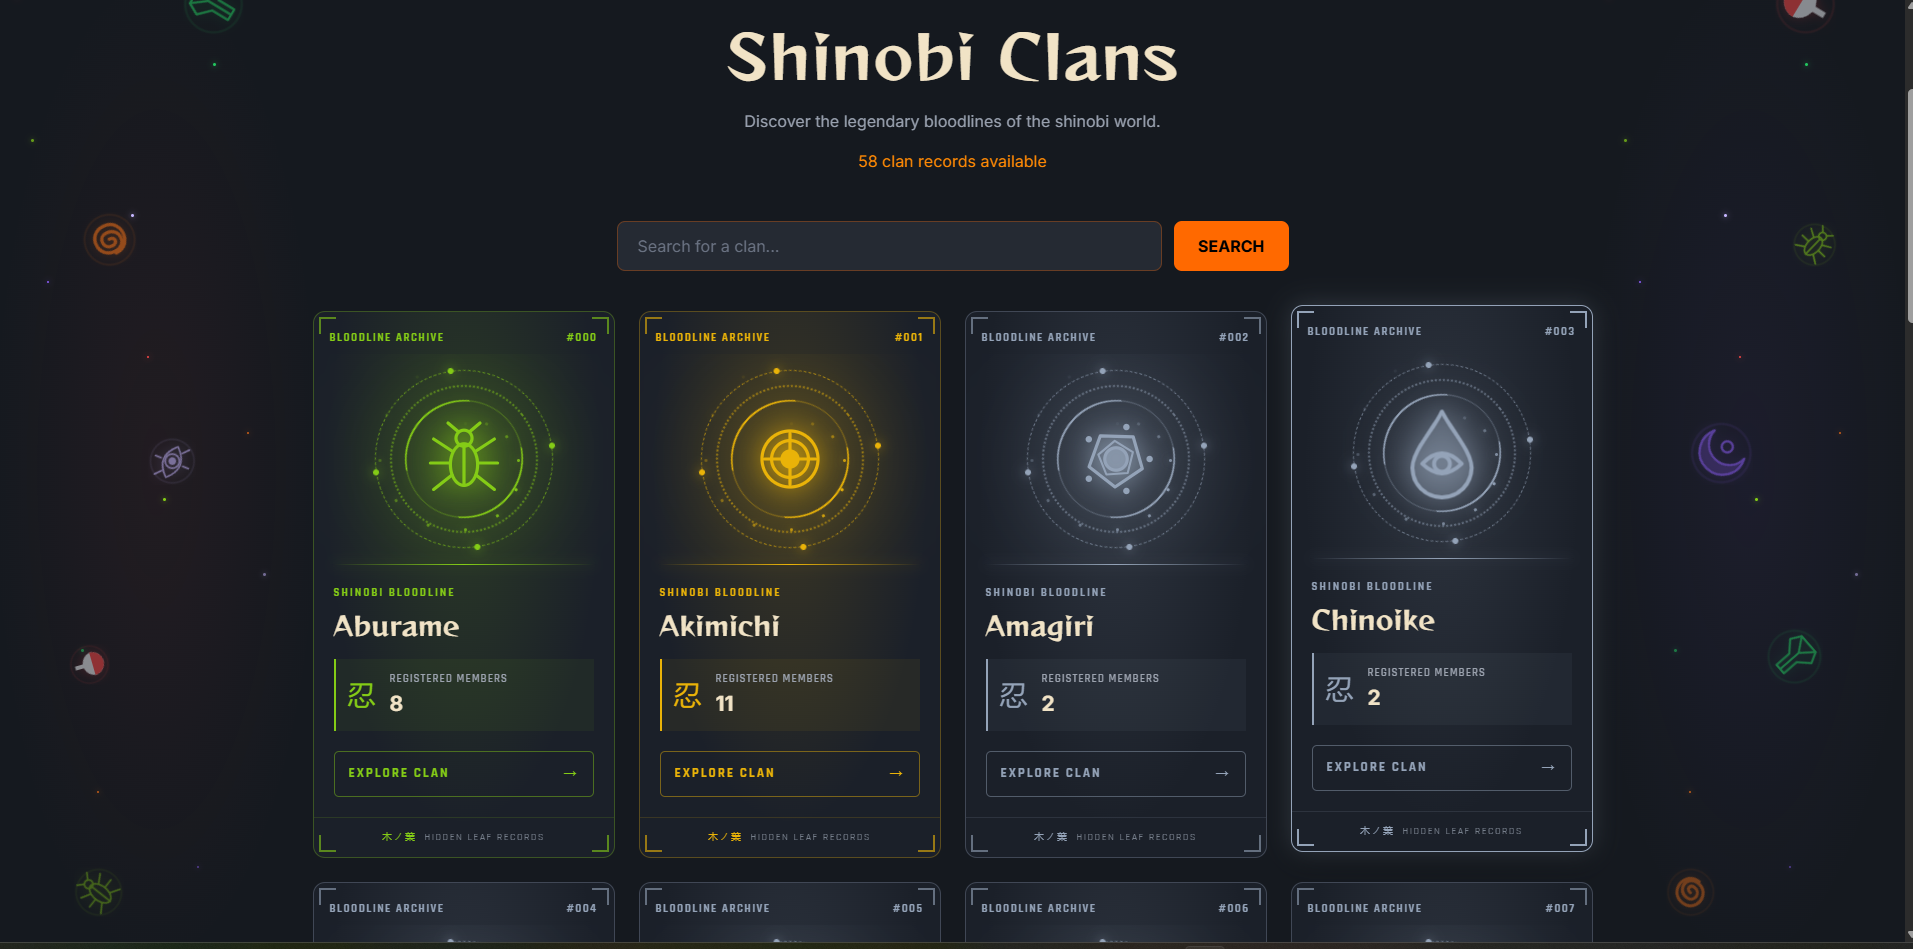 Shinobi Clans
Discover the legendary bloodlines of the shinobi world.
58 clan records available
Search for a clan...
SEARCH
BLOODLINE ARCHIVE #000
SHINOBI BLOODLINE
Aburame
忍
REGISTERED MEMBERS
8
EXPLORE CLAN →
木ノ葉 HIDDEN LEAF RECORDS
BLOODLINE ARCHIVE #001
SHINOBI BLOODLINE
Akimichi
忍
REGISTERED MEMBERS
11
EXPLORE CLAN →
木ノ葉 HIDDEN LEAF RECORDS
BLOODLINE ARCHIVE #002
SHINOBI BLOODLINE
Amagiri
忍
REGISTERED MEMBERS
2
EXPLORE CLAN →
木ノ葉 HIDDEN LEAF RECORDS
BLOODLINE ARCHIVE #003
SHINOBI BLOODLINE
Chinoike
忍
REGISTERED MEMBERS
2
EXPLORE CLAN →
木ノ葉 HIDDEN LEAF RECORDS
BLOODLINE ARCHIVE #004
BLOODLINE ARCHIVE #005
BLOODLINE ARCHIVE #006
BLOODLINE ARCHIVE #007